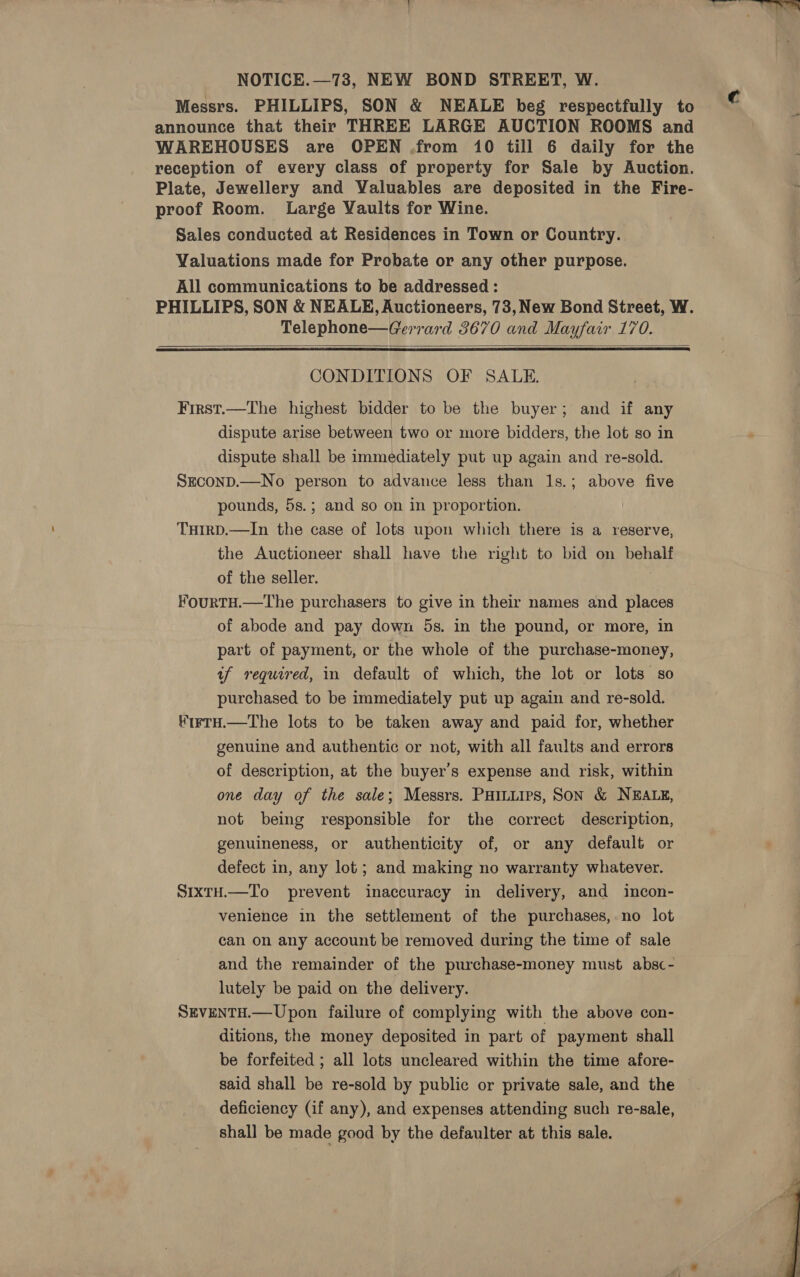 NOTICE.—73, NEW BOND STREET, W.
Messrs. PHILLIPS, SON & NEALE beg respectfully to
announce that their THREE LARGE AUCTION ROOMS and
WAREHOUSES are OPEN from 10 till 6 daily for the
reception of every class of property for Sale by Auction.
Plate, Jewellery and Valuables are deposited in the Fire-
proof Room. Large Vaults for Wine.
Sales conducted at Residences in Town or Country.
Valuations made for Probate or any other purpose.
All communications to be addressed:
PHILLIPS, SON & NEALE, Auctioneers, 73, New Bond Street, W.
Telephone—Gerrard 3670 and Mayfair 170.
CONDITIONS OF SALE.
FIRST.—The highest bidder to be the buyer; and if any
dispute arise between two or more bidders, the lot so in
dispute shall be immediately put up again and re-sold.
SECOND.—No person to advance less than 1s.; above five
pounds, 5s.; and so on in proportion.
THIRD.—In the case of lots upon which there is a reserve,
the Auctioneer shall have the right to bid on behalf
of the seller.
FOURTH.—The purchasers to give in their names and places
of abode and pay down 5s. in the pound, or more, in
part of payment, or the whole of the purchase-money,
if required, in default of which, the lot or lots so
purchased to be immediately put up again and re-sold.
FIFTH.—The lots to be taken away and paid for, whether
genuine and authentic or not, with all faults and errors
of description, at the buyer's expense and risk, within
one day of the sale; Messrs. PHILLIPS, SON & NEALE,
not being responsible for the correct description,
genuineness, or authenticity of, or any default or
defect in, any lot; and making no warranty whatever.
SIXTH.—To prevent inaccuracy in delivery, and incon-
venience in the settlement of the purchases, no lot
can on any account be removed during the time of sale
and the remainder of the purchase-money must abso-
lutely be paid on the delivery.
SEVENTH.—Upon failure of complying with the above con-
ditions, the money deposited in part of payment shall
be forfeited; all lots uncleared within the time afore-
said shall be re-sold by public or private sale, and the
deficiency (if any), and expenses attending such re-sale,
shall be made good by the defaulter at this sale.